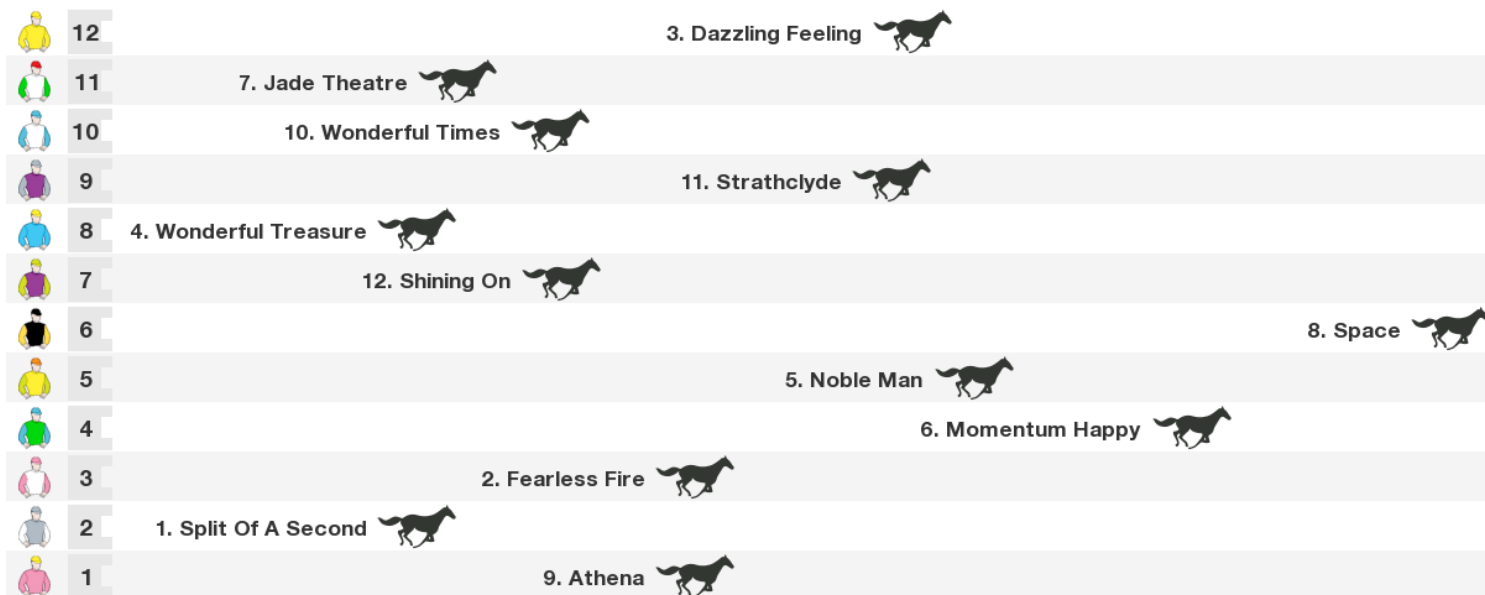 12 3. Dazzling Feeling
11 7. Jade Theatre
10 10. Wonderful Times
9 11. Strathclyde
8 4. Wonderful Treasure
7 12. Shining On
6 8. Space
5 5. Noble Man
4 6. Momentum Happy
3 2. Fearless Fire
2 1. Split Of A Second
1 9. Athena